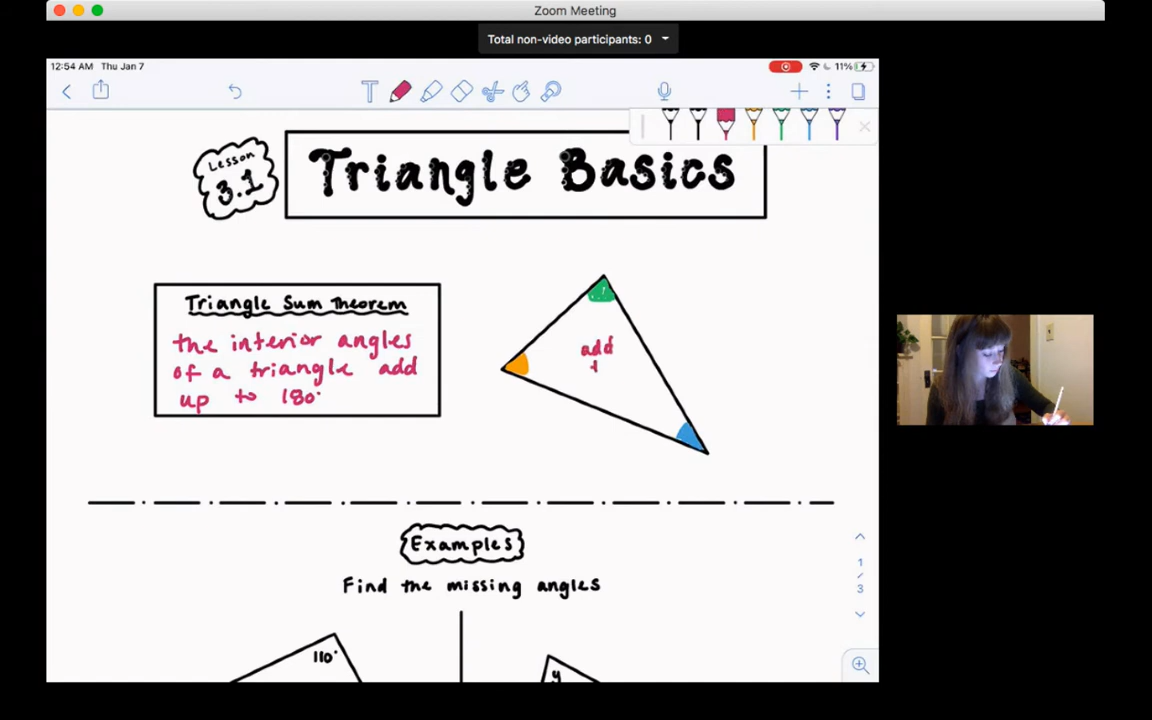 Zoom Meeting
Total non-video participants: 0
12:54 AM Thu Jan 7
11%
T
Lesson
3.1
Triangle Basics
Triangle Sum Theorem
the interior angles
of a triangle add
up to 180°
add
Examples
Find the missing angles
1
/
3
110°
y